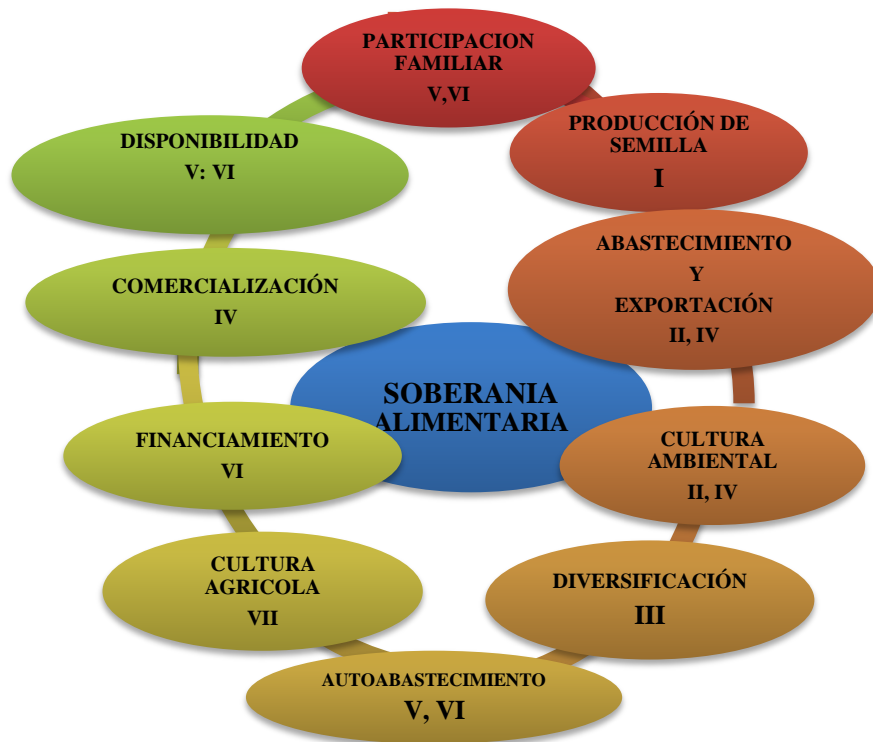 PARTICIPACION
FAMILIAR
V,VI
PRODUCCIÓN DE
SEMILLA
I
ABASTECIMIENTO
Y
EXPORTACIÓN
II, IV
CULTURA
AMBIENTAL
II, IV
DIVERSIFICACIÓN
III
AUTOABASTECIMIENTO
V, VI
CULTURA
AGRICOLA
VII
FINANCIAMIENTO
VI
COMERCIALIZACIÓN
IV
DISPONIBILIDAD
V: VI
SOBERANIA
ALIMENTARIA